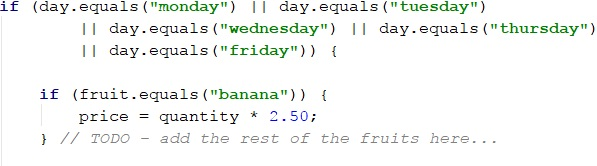 if (day.equals("monday") || day.equals("tuesday")
        || day.equals("wednesday") || day.equals("thursday")
        || day.equals("friday")) {

    if (fruit.equals("banana")) {
        price = quantity * 2.50;
    } // TODO – add the rest of the fruits here...